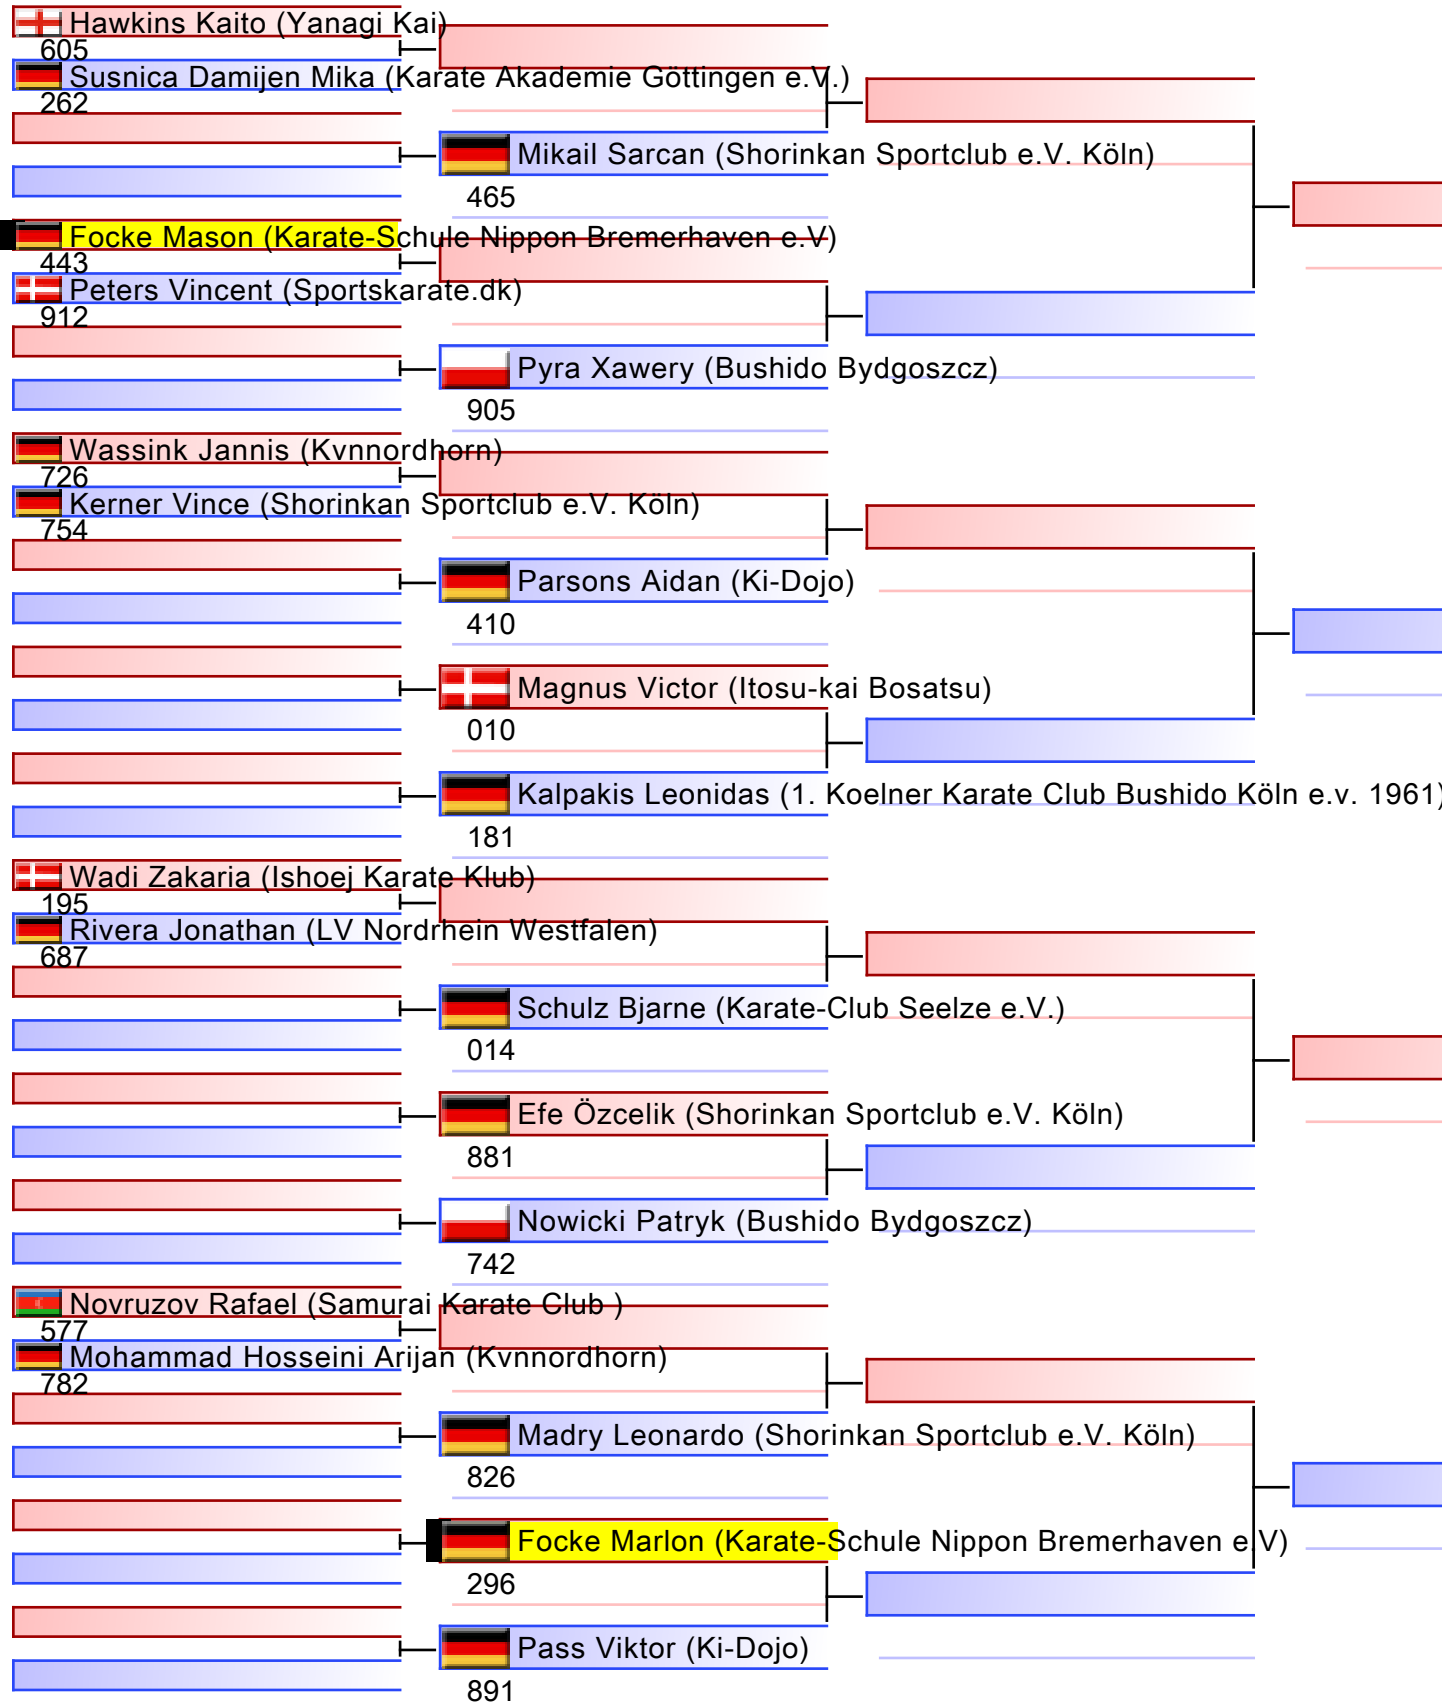 Hawkins Kaito (Yanagi Kai)
605
Susnica Damijen Mika (Karate Akademie Göttingen e.V.)
262
Mikail Sarcan (Shorinkan Sportclub e.V. Köln)
465
Focke Mason (Karate-Schule Nippon Bremerhaven e.V)
443
Peters Vincent (Sportskarate.dk)
912
Pyra Xawery (Bushido Bydgoszcz)
905
Wassink Jannis (Kvnnordhorn)
726
Kerner Vince (Shorinkan Sportclub e.V. Köln)
754
Parsons Aidan (Ki-Dojo)
410
Magnus Victor (Itosu-kai Bosatsu)
010
Kalpakis Leonidas (1. Koelner Karate Club Bushido Köln e.v. 1961)
181
Wadi Zakaria (Ishoej Karate Klub)
195
Rivera Jonathan (LV Nordrhein Westfalen)
687
Schulz Bjarne (Karate-Club Seelze e.V.)
014
Efe Özcelik (Shorinkan Sportclub e.V. Köln)
881
Nowicki Patryk (Bushido Bydgoszcz)
742
Novruzov Rafael (Samurai Karate Club )
577
Mohammad Hosseini Arijan (Kvnnordhorn)
782
Madry Leonardo (Shorinkan Sportclub e.V. Köln)
826
Focke Marlon (Karate-Schule Nippon Bremerhaven e.V)
296
Pass Viktor (Ki-Dojo)
891